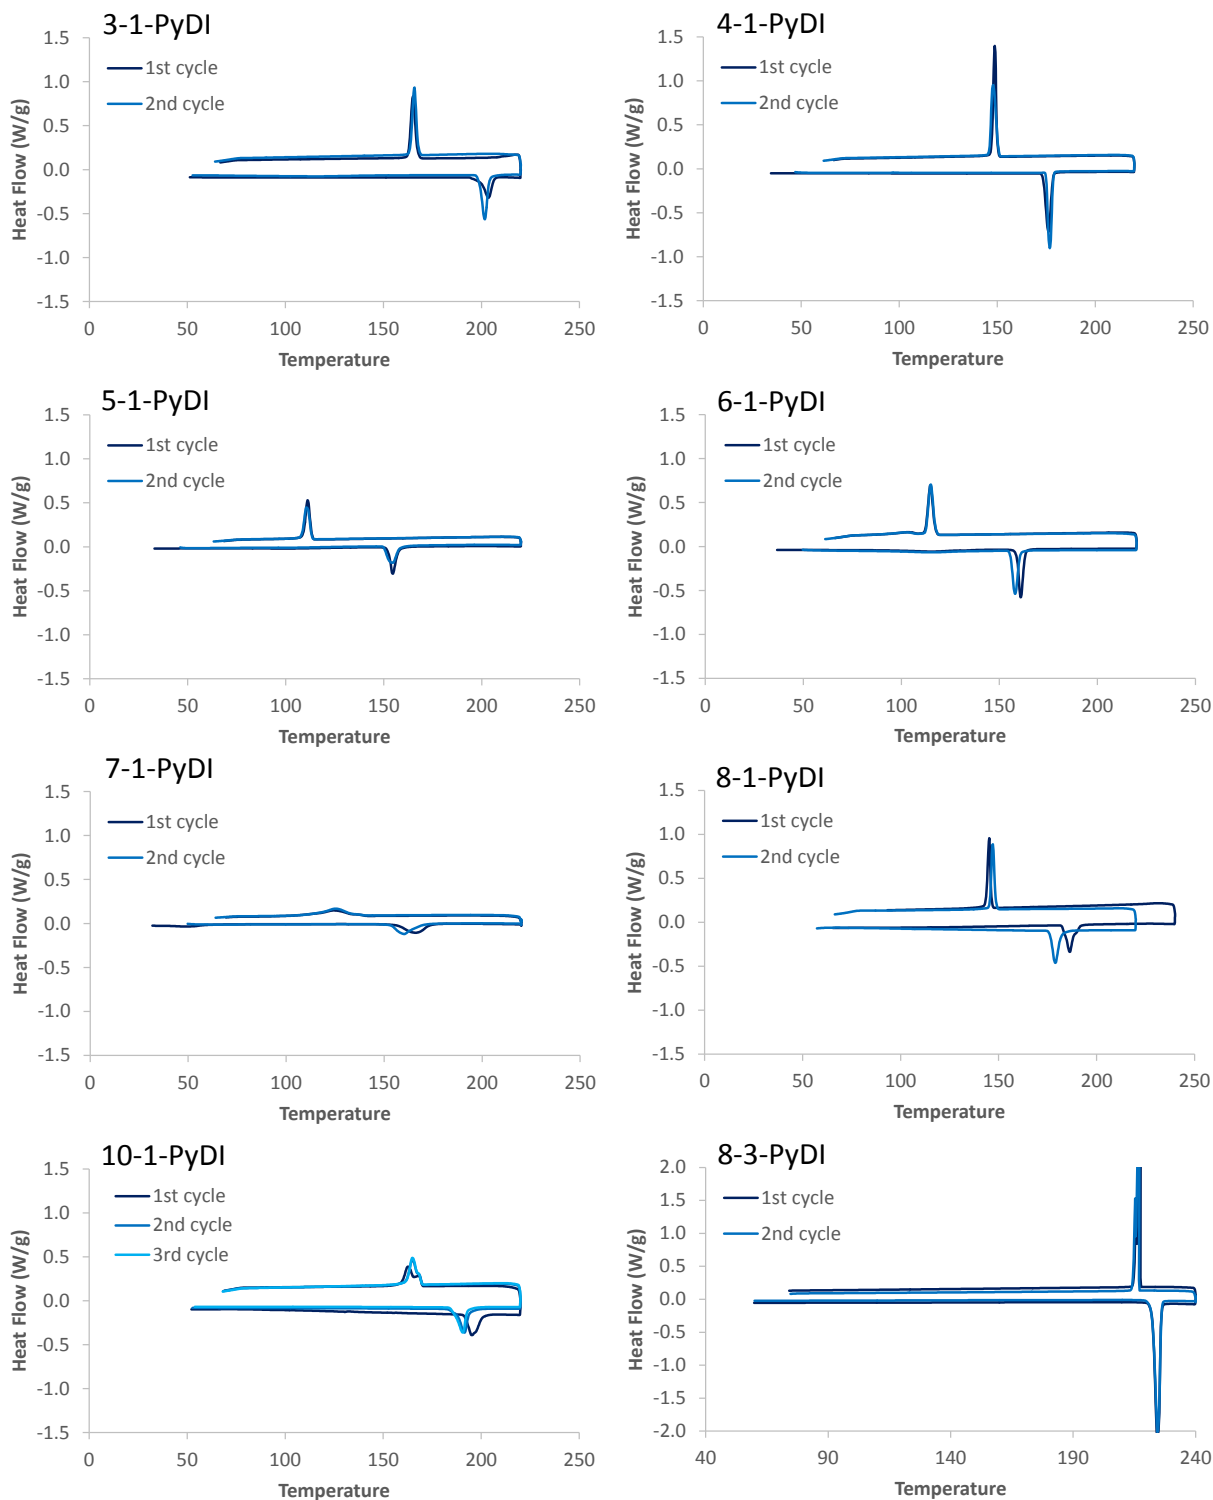 3-1-PyDI
1st cycle
2nd cycle
Heat Flow (W/g)
1.5
1.0
0.5
0.0
-0.5
-1.0
-1.5
0 50 100 150 200 250
Temperature
4-1-PyDI
1st cycle
2nd cycle
Heat Flow (W/g)
1.5
1.0
0.5
0.0
-0.5
-1.0
-1.5
0 50 100 150 200 250
Temperature
5-1-PyDI
1st cycle
2nd cycle
Heat Flow (W/g)
1.5
1.0
0.5
0.0
-0.5
-1.0
-1.5
0 50 100 150 200 250
Temperature
6-1-PyDI
1st cycle
2nd cycle
Heat Flow (W/g)
1.5
1.0
0.5
0.0
-0.5
-1.0
-1.5
0 50 100 150 200 250
Temperature
7-1-PyDI
1st cycle
2nd cycle
Heat Flow (W/g)
1.5
1.0
0.5
0.0
-0.5
-1.0
-1.5
0 50 100 150 200 250
Temperature
8-1-PyDI
1st cycle
2nd cycle
Heat Flow (W/g)
1.5
1.0
0.5
0.0
-0.5
-1.0
-1.5
0 50 100 150 200 250
Temperature
10-1-PyDI
1st cycle
2nd cycle
3rd cycle
Heat Flow (W/g)
1.5
1.0
0.5
0.0
-0.5
-1.0
-1.5
0 50 100 150 200 250
Temperature
8-3-PyDI
1st cycle
2nd cycle
Heat Flow (W/g)
2.0
1.5
1.0
0.5
0.0
-0.5
-1.0
-1.5
-2.0
40 90 140 190 240
Temperature